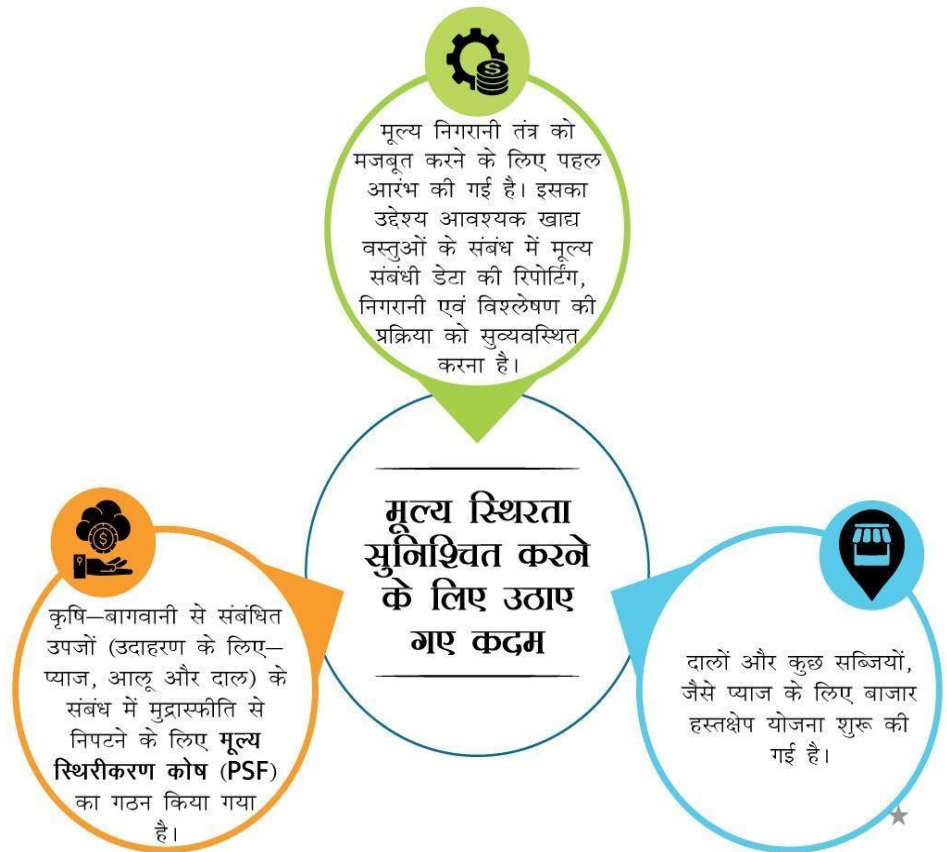 मूल्य निगरानी तंत्र को
मजबूत करने के लिए पहल
आरंभ की गई है। इसका
उद्देश्य आवश्यक खाद्य
वस्तुओं के संबंध में मूल्य
संबंधी डेटा की रिपोर्टिंग,
निगरानी एवं विश्लेषण की
प्रक्रिया को सुव्यवस्थित
करना है।
मूल्य स्थिरता
सुनिश्चित करने
के लिए उठाए
गए कदम
कृषि–बागवानी से संबंधित
उपजों (उदाहरण के लिए–
प्याज, आलू और दाल) के
संबंध में मुद्रास्फीति से
निपटने के लिए मूल्य
स्थिरीकरण कोष (PSF)
का गठन किया गया
है।
दालों और कुछ सब्जियों,
जैसे प्याज के लिए बाजार
हस्तक्षेप योजना शुरू की
गई है।